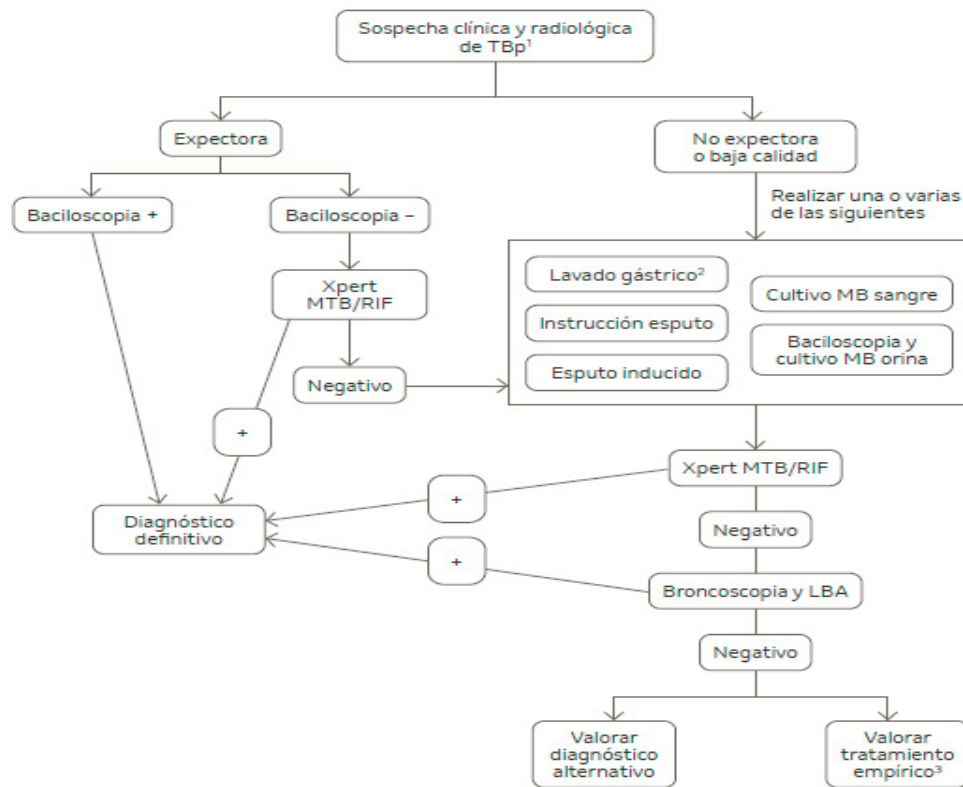 Sospecha clínica y radiológica
de TBp¹
Expectora
No expectora
o baja calidad
Baciloscopia +
Baciloscopia –
Realizar una o varias
de las siguientes
Xpert
MTB/RIF
Lavado gástrico²
Instrucción esputo
Esputo inducido
Cultivo MB sangre
Baciloscopia y
cultivo MB orina
Negativo
+
Xpert MTB/RIF
+
Diagnóstico
definitivo
Negativo
+
Broncoscopia y LBA
Negativo
Valorar
diagnóstico
alternativo
Valorar
tratamiento
empírico³